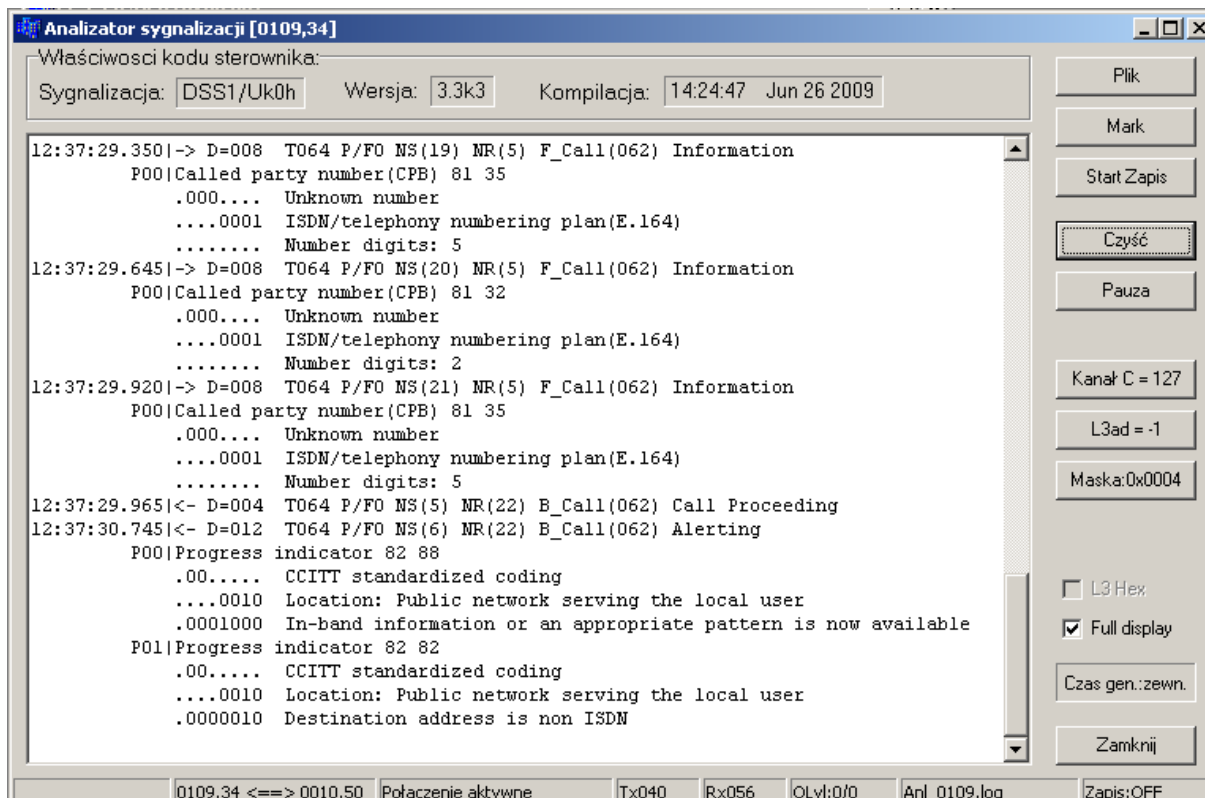 Analizator sygnalizacji [0109,34]
Właściwosci kodu sterownika:
Sygnalizacja: DSS1/Uk0h Wersja: 3.3k3 Kompilacja: 14:24:47 Jun 26 2009
12:37:29.350|-> D=008 T064 P/F0 NS(19) NR(5) F_Call(062) Information
P00|Called party number(CPB) 81 35
.000.... Unknown number
....0001 ISDN/telephony numbering plan(E.164)
........ Number digits: 5
12:37:29.645|-> D=008 T064 P/F0 NS(20) NR(5) F_Call(062) Information
P00|Called party number(CPB) 81 32
.000.... Unknown number
....0001 ISDN/telephony numbering plan(E.164)
........ Number digits: 2
12:37:29.920|-> D=008 T064 P/F0 NS(21) NR(5) F_Call(062) Information
P00|Called party number(CPB) 81 35
.000.... Unknown number
....0001 ISDN/telephony numbering plan(E.164)
........ Number digits: 5
12:37:29.965|<- D=004 T064 P/F0 NS(5) NR(22) B_Call(062) Call Proceeding
12:37:30.745|<- D=012 T064 P/F0 NS(6) NR(22) B_Call(062) Alerting
P00|Progress indicator 82 88
.00..... CCITT standardized coding
....0010 Location: Public network serving the local user
.0001000 In-band information or an appropriate pattern is now available
P01|Progress indicator 82 82
.00..... CCITT standardized coding
....0010 Location: Public network serving the local user
.0000010 Destination address is non ISDN
Plik
Mark
Start Zapis
Czyść
Pauza
Kanał C = 127
L3ad = -1
Maska:0x0004
L3 Hex
Full display
Czas gen.:zewn.
Zamknij
0109.34 <==> 0010.50 Połączenie aktywne Tx040 Rx056 OLvl:0/0 Anl_0109.log Zapis:OFF